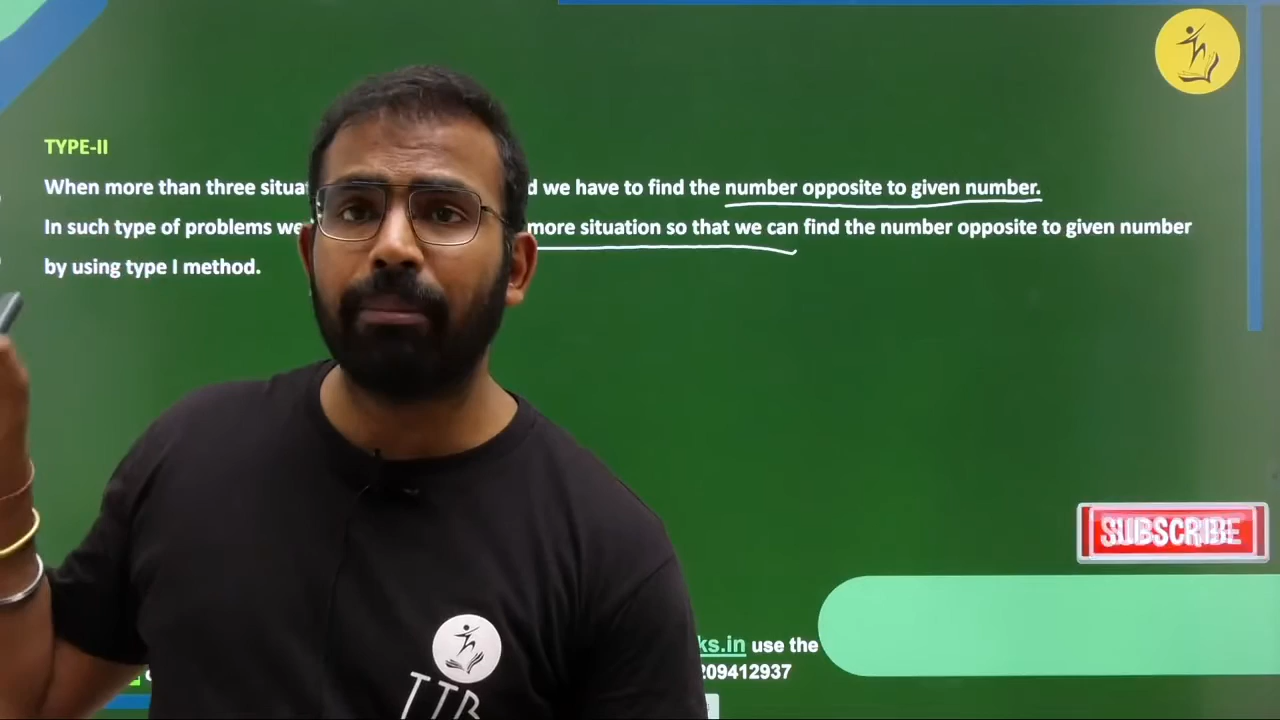 TYPE-II
When more than three we have to find the number opposite to given number.
In such type of problems more situation so that we can find the number opposite to given number
by using type I method.
SUBSCRIBE
ks.in use the
209412937
TTB